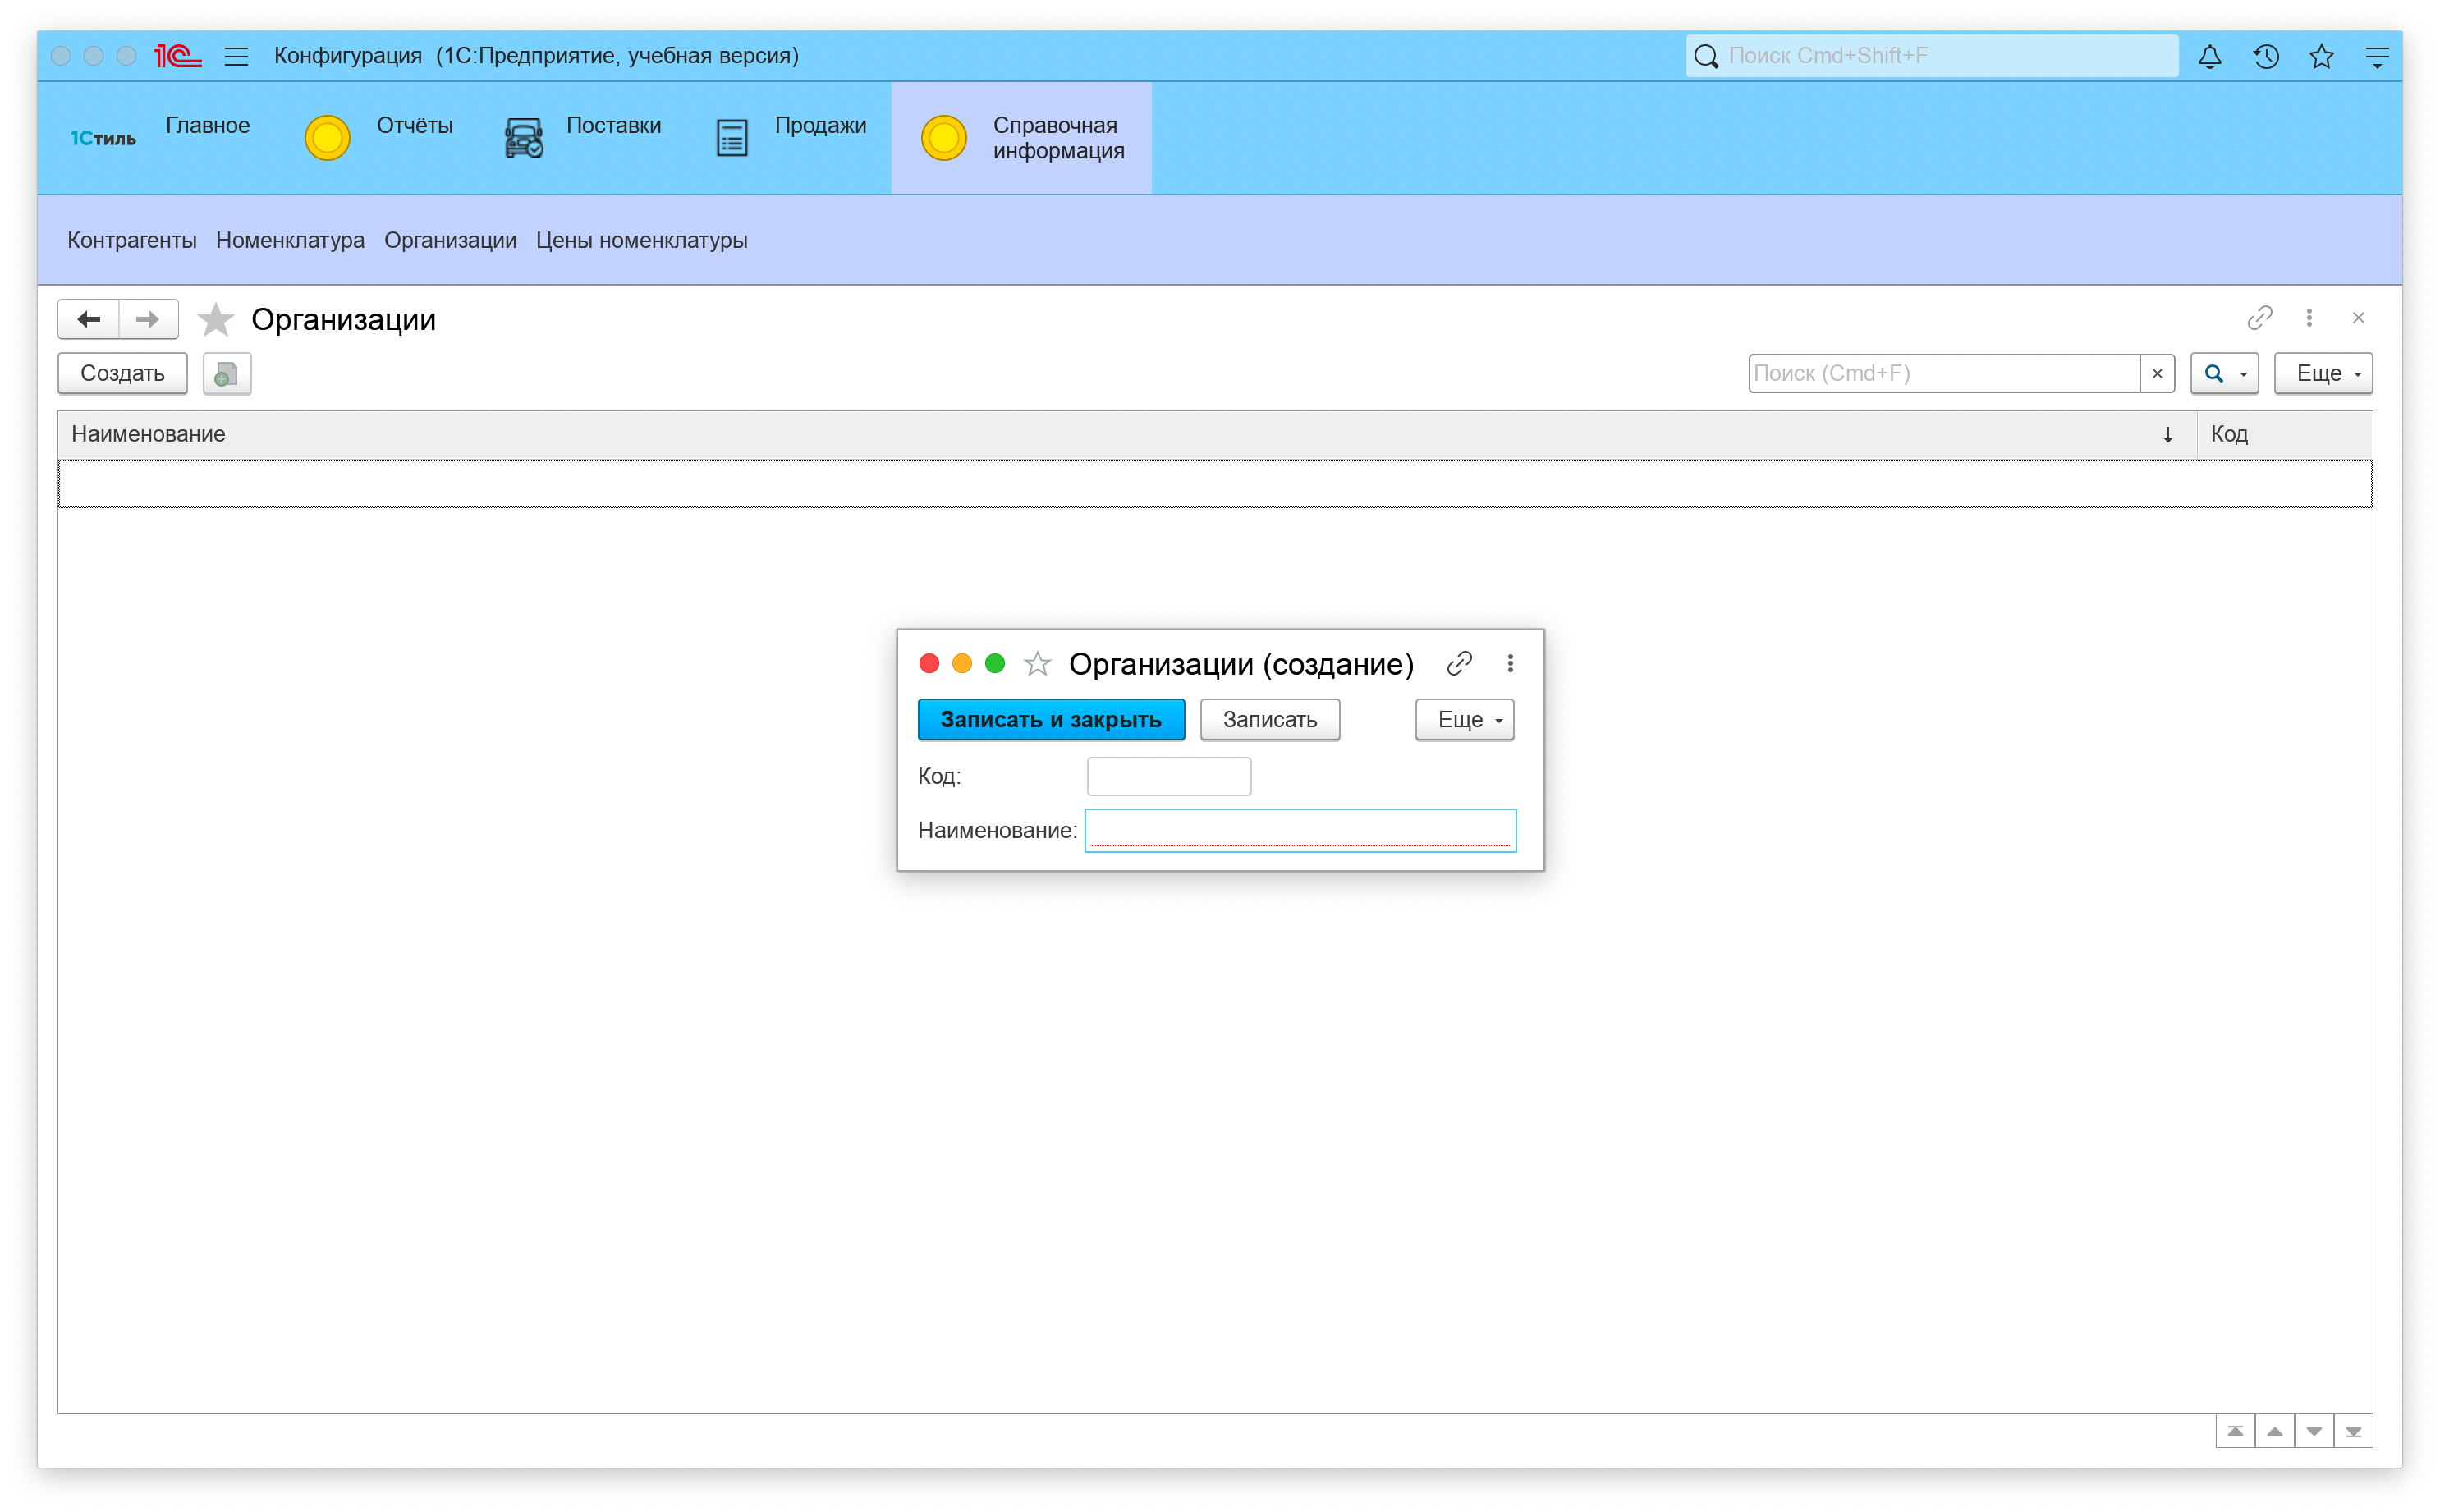 1С Конфигурация (1С:Предприятие, учебная версия) Поиск Cmd+Shift+F
1Стиль Главное Отчёты Поставки Продажи Справочная
информация
Контрагенты Номенклатура Организации Цены номенклатуры
Организации
Создать Поиск (Cmd+F) × Еще
Наименование ↓ Код
Организации (создание)
Записать и закрыть Записать Еще
Код:
Наименование: